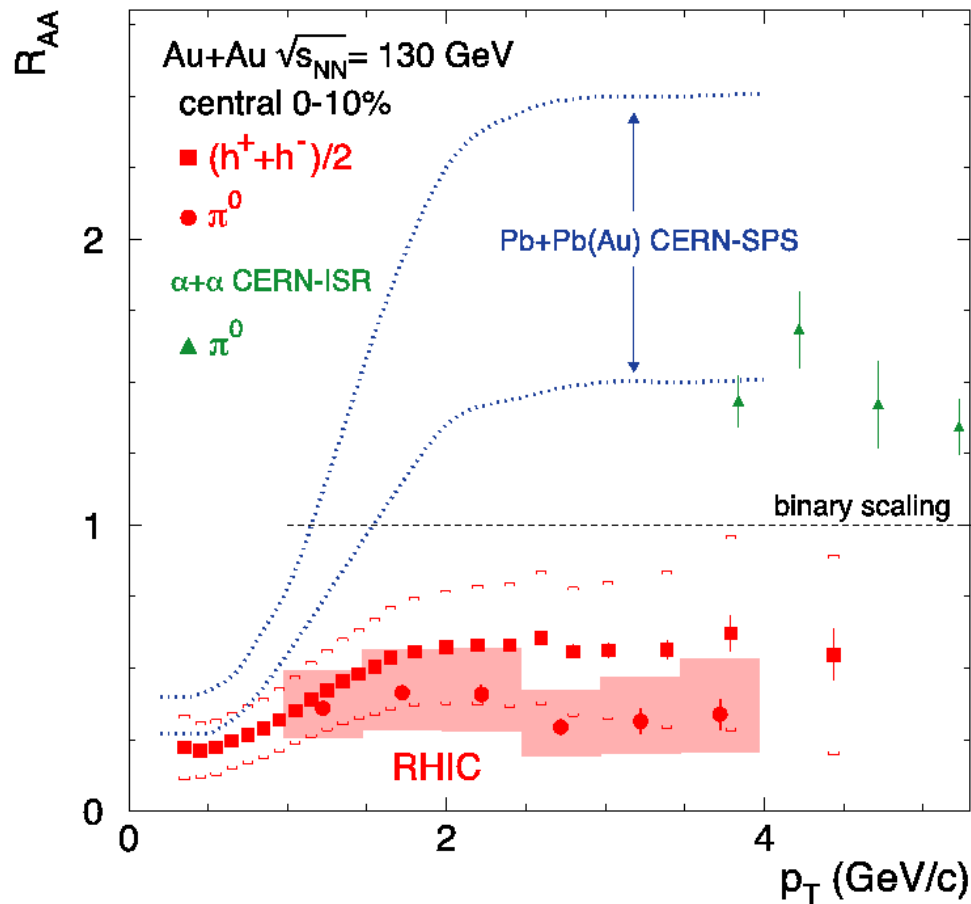 R_AA
Au+Au √s_NN = 130 GeV
central 0-10%
(h⁺+h⁻)/2
π⁰
α+α CERN-ISR
π⁰
Pb+Pb(Au) CERN-SPS
binary scaling
RHIC
2
1
0
0 2 4
p_T (GeV/c)